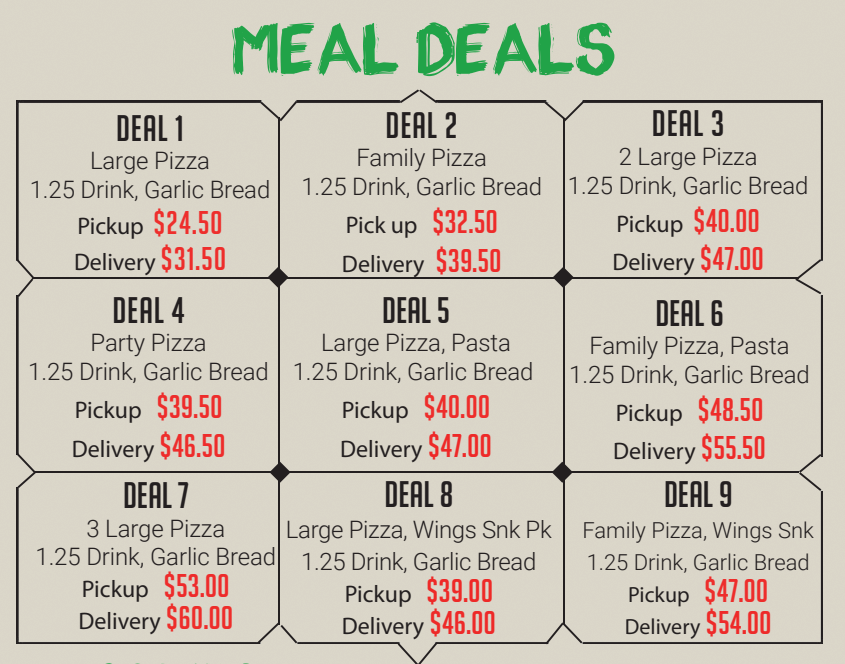 MEAL DEALS
DEAL 1
Large Pizza
1.25 Drink, Garlic Bread
Pickup $24.50
Delivery $31.50
DEAL 2
Family Pizza
1.25 Drink, Garlic Bread
Pick up $32.50
Delivery $39.50
DEAL 3
2 Large Pizza
1.25 Drink, Garlic Bread
Pickup $40.00
Delivery $47.00
DEAL 4
Party Pizza
1.25 Drink, Garlic Bread
Pickup $39.50
Delivery $46.50
DEAL 5
Large Pizza, Pasta
1.25 Drink, Garlic Bread
Pickup $40.00
Delivery $47.00
DEAL 6
Family Pizza, Pasta
1.25 Drink, Garlic Bread
Pickup $48.50
Delivery $55.50
DEAL 7
3 Large Pizza
1.25 Drink, Garlic Bread
Pickup $53.00
Delivery $60.00
DEAL 8
Large Pizza, Wings Snk Pk
1.25 Drink, Garlic Bread
Pickup $39.00
Delivery $46.00
DEAL 9
Family Pizza, Wings Snk
1.25 Drink, Garlic Bread
Pickup $47.00
Delivery $54.00